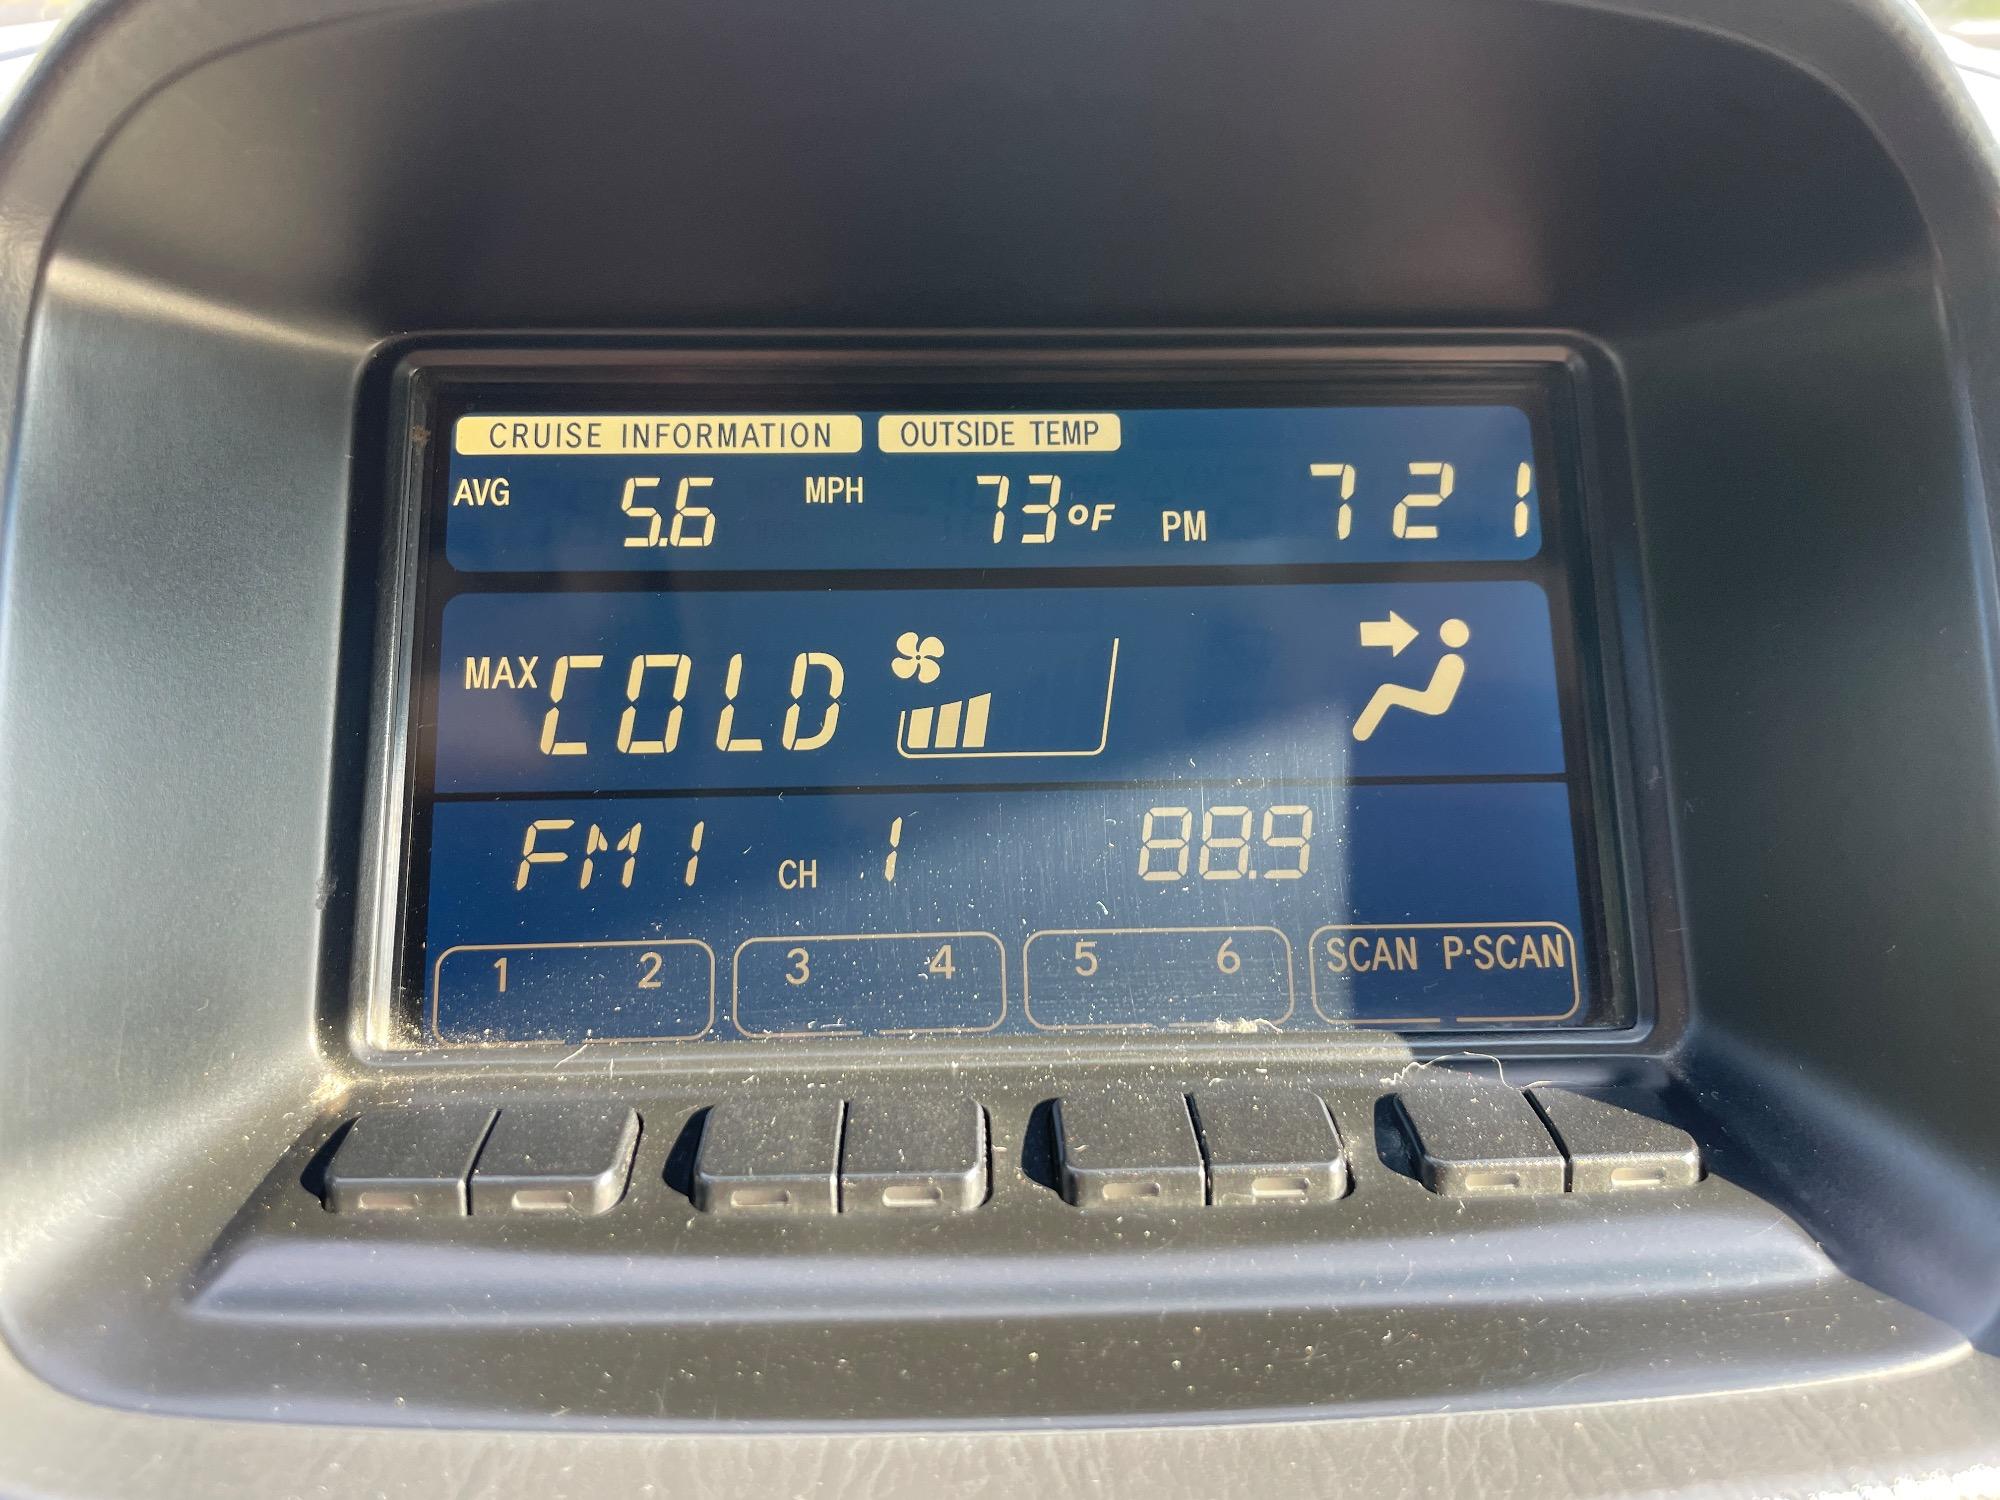 CRUISE INFORMATION OUTSIDE TEMP
AVG 5.6 MPH 73°F PM 7 21
MAX COLD
FM1 CH 1 88.9
1 2 3 4 5 6 SCAN P·SCAN